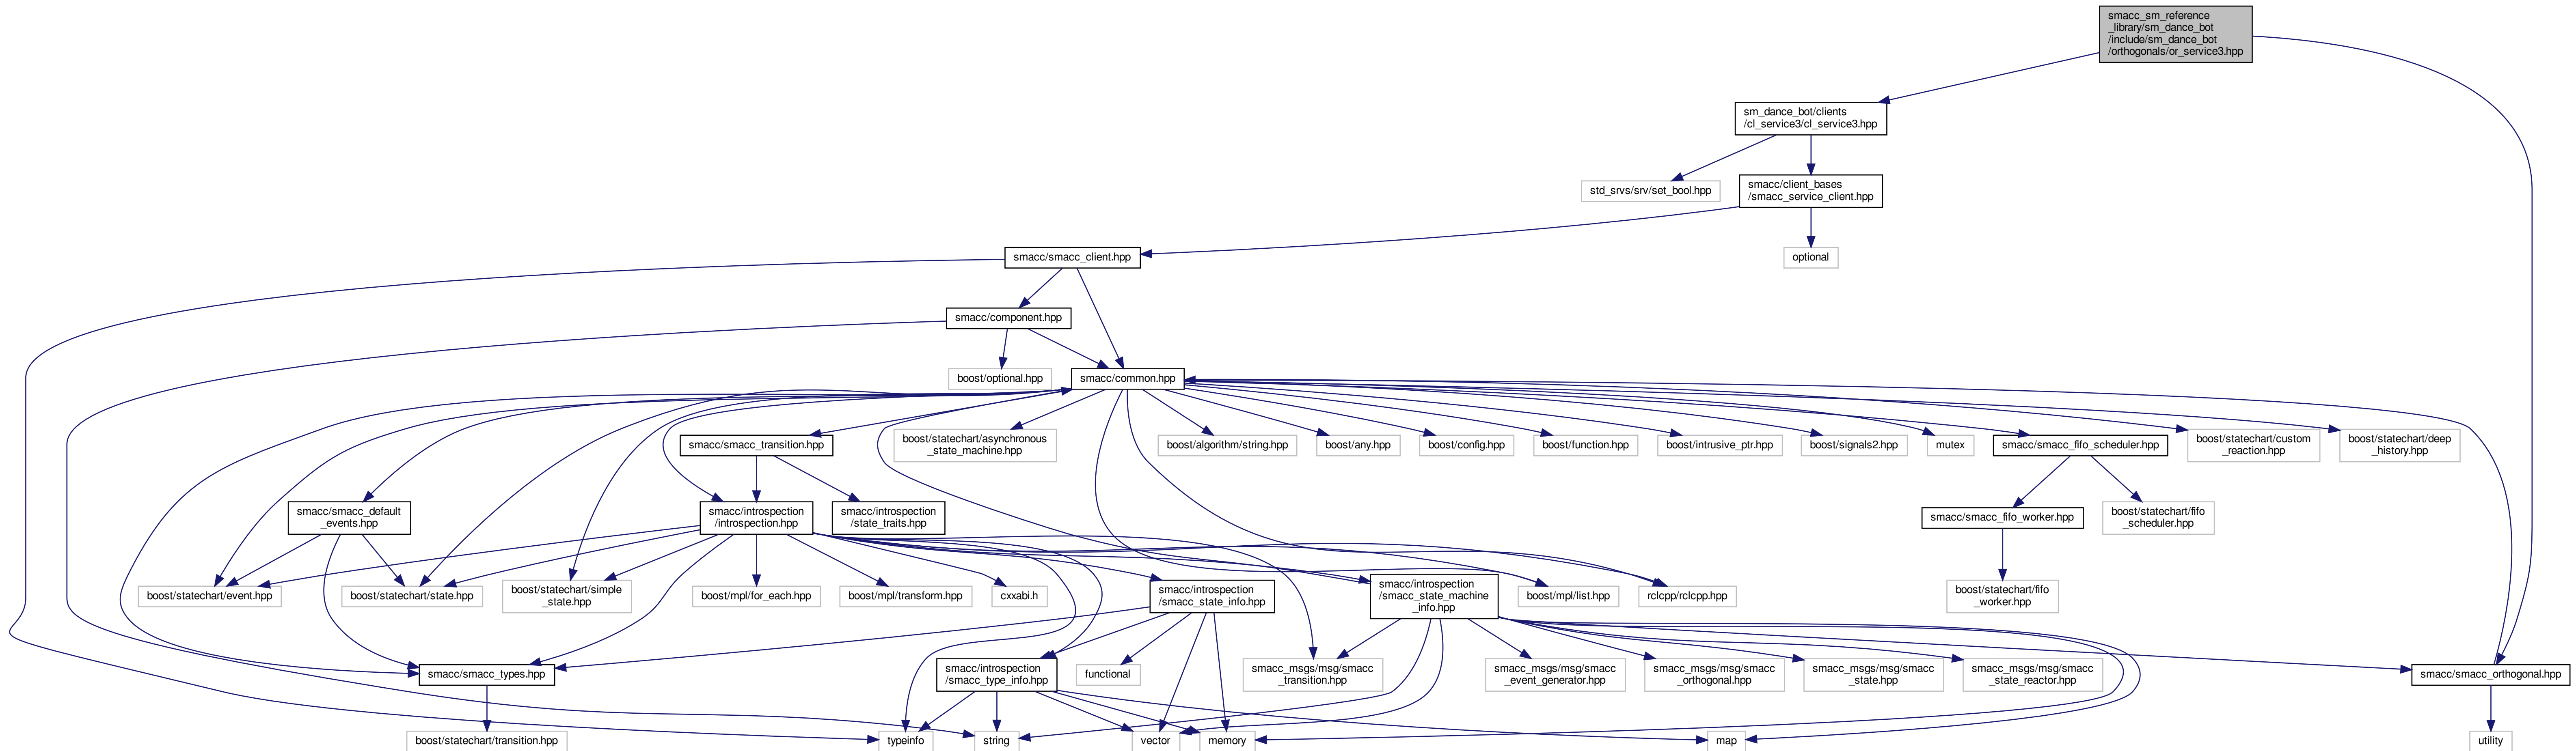 smacc_sm_reference
_library/sm_dance_bot
/include/sm_dance_bot
/orthogonals/or_service3.hpp
sm_dance_bot/clients
/cl_service3/cl_service3.hpp
std_srvs/srv/set_bool.hpp
smacc/client_bases
/smacc_service_client.hpp
smacc/smacc_client.hpp
optional
smacc/component.hpp
boost/optional.hpp
smacc/common.hpp
smacc/smacc_transition.hpp
boost/statechart/asynchronous
_state_machine.hpp
boost/algorithm/string.hpp
boost/any.hpp
boost/config.hpp
boost/function.hpp
boost/intrusive_ptr.hpp
boost/signals2.hpp
mutex
smacc/smacc_fifo_scheduler.hpp
boost/statechart/custom
_reaction.hpp
boost/statechart/deep
_history.hpp
smacc/smacc_default
_events.hpp
smacc/introspection
/introspection.hpp
smacc/introspection
/state_traits.hpp
smacc/smacc_fifo_worker.hpp
boost/statechart/fifo
_scheduler.hpp
boost/statechart/event.hpp
boost/statechart/state.hpp
boost/statechart/simple
_state.hpp
boost/mpl/for_each.hpp
boost/mpl/transform.hpp
cxxabi.h
smacc/introspection
/smacc_state_info.hpp
smacc/introspection
/smacc_state_machine
_info.hpp
boost/mpl/list.hpp
rclcpp/rclcpp.hpp
boost/statechart/fifo
_worker.hpp
smacc/smacc_types.hpp
smacc/introspection
/smacc_type_info.hpp
functional
smacc_msgs/msg/smacc
_transition.hpp
smacc_msgs/msg/smacc
_event_generator.hpp
smacc_msgs/msg/smacc
_orthogonal.hpp
smacc_msgs/msg/smacc
_state.hpp
smacc_msgs/msg/smacc
_state_reactor.hpp
smacc/smacc_orthogonal.hpp
boost/statechart/transition.hpp
typeinfo
string
vector
memory
map
utility